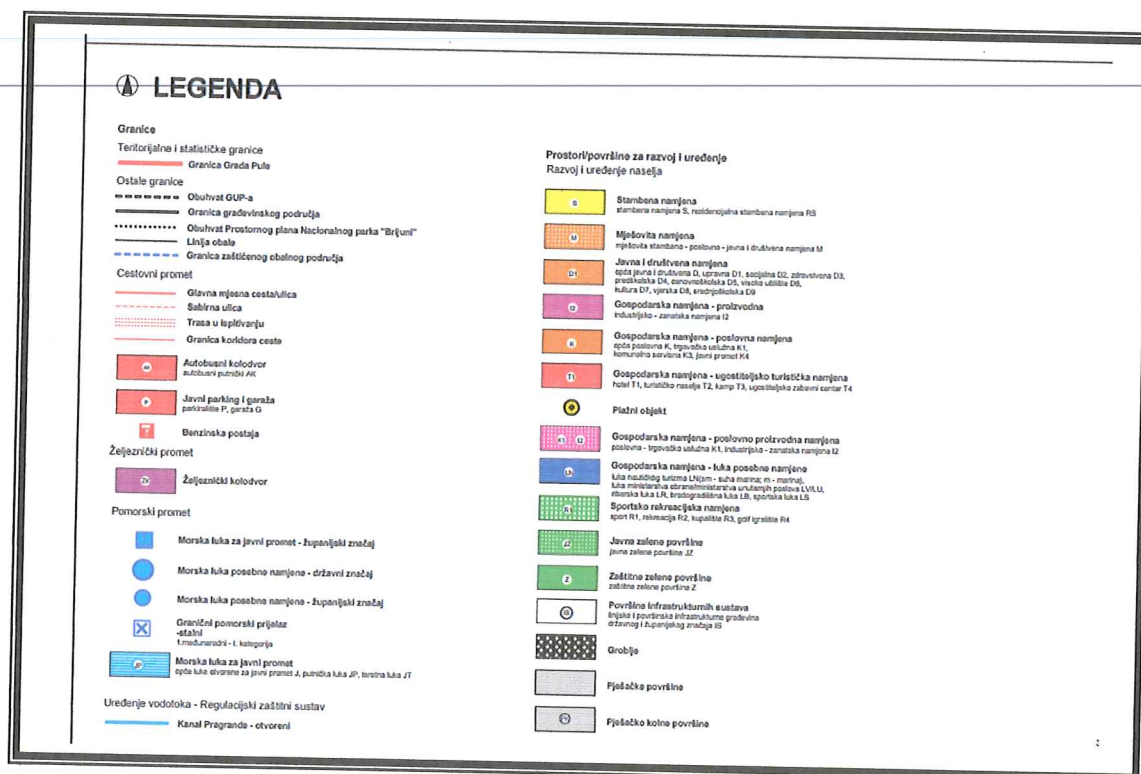 LEGENDA
Granice
Teritorijalne i statističke granice
Granica Grada Pule
Ostale granice
Obuhvat GUP-a
Granica građevinskog područja
Obuhvat Prostornog plana Nacionalnog parka "Brijuni"
Linija obale
Granica zaštićenog obalnog područja
Cestovni promet
Glavna mjesna cesta/ulica
Sabirna ulica
Trasa u ispitivanju
Granica koridora ceste
AK
Autobusni kolodvor
autobusni putnički AK
P
Javni parking i garaža
parkiralište P, garaža G
Benzinska postaja
Željeznički promet
ŽK
Željeznički kolodvor
Pomorski promet
Morska luka za javni promet - županijski značaj
Morska luka posebne namjene - državni značaj
Morska luka posebne namjene - županijski značaj
Granični pomorski prijelaz
-stalni
1.međunarodni - I. kategorija
JP
Morska luka za javni promet
opće luke otvorene za javni promet J, putnička luka JP, teretna luka JT
Uređenje vodotoka - Regulacijski zaštitni sustav
Kanal Pragrande - otvoreni
Prostori/površine za razvoj i uređenje
Razvoj i uređenje naselja
S
Stambena namjena
stambena namjena S, rezidencijalna stambena namjena RS
M
Mješovita namjena
mješovita stambeno - poslovna - javna i društvena namjena M
D1
Javna i društvena namjena
opća javna i društvena D, upravna D1, socijalna D2, zdravstvena D3,
predškolska D4, osnovnoškolska D5, visoka učilišta D6,
kultura D7, vjerska D8, srednjoškolska D9
I2
Gospodarska namjena - proizvodna
industrijsko - zanatska namjena I2
K
Gospodarska namjena - poslovna namjena
opća poslovna K, trgovačko uslužna K1,
komunalno servisna K3, javni promet K4
T1
Gospodarska namjena - ugostiteljsko turistička namjena
hotel T1, turističko naselje T2, kamp T3, ugostiteljsko zabavni centar T4
Plažni objekt
K1 I2
Gospodarska namjena - poslovno proizvodna namjena
poslovna - trgovačko uslužna K1, industrijska - zanatska namjena I2
LN
Gospodarska namjena - luka posebne namjene
luka nautičkog turizma LN(sm - suha marina; m - marina),
luka ministarstva obrane/ministarstva unutarnjih poslova LV/LU,
ribarska luka LR, brodogradilišna luka LB, sportska luka LS
R1
Sportsko rekreacijska namjena
sport R1, rekreacija R2, kupalište R3, golf igralište R4
JZ
Javne zelene površine
javne zelene površine JZ
Z
Zaštitne zelene površine
zaštitne zelene površine Z
IS
Površine infrastrukturnih sustava
linijske i površinske infrastrukturne građevine
državnog i županijskog značaja IS
Groblje
Pješačke površine
Pješačko kolne površine